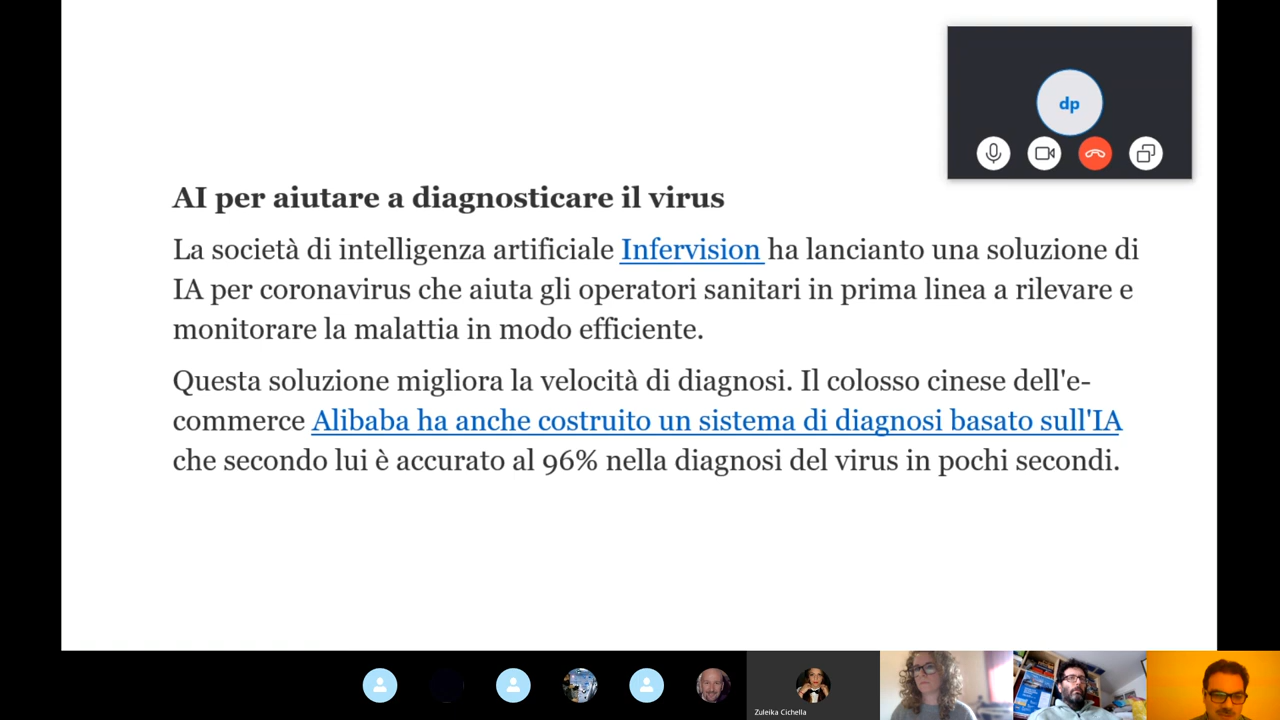 dp
AI per aiutare a diagnosticare il virus
La società di intelligenza artificiale Infervision ha lancianto una soluzione di
IA per coronavirus che aiuta gli operatori sanitari in prima linea a rilevare e
monitorare la malattia in modo efficiente.
Questa soluzione migliora la velocità di diagnosi. Il colosso cinese dell'e-
commerce Alibaba ha anche costruito un sistema di diagnosi basato sull'IA
che secondo lui è accurato al 96% nella diagnosi del virus in pochi secondi.
Zuleika Cichella